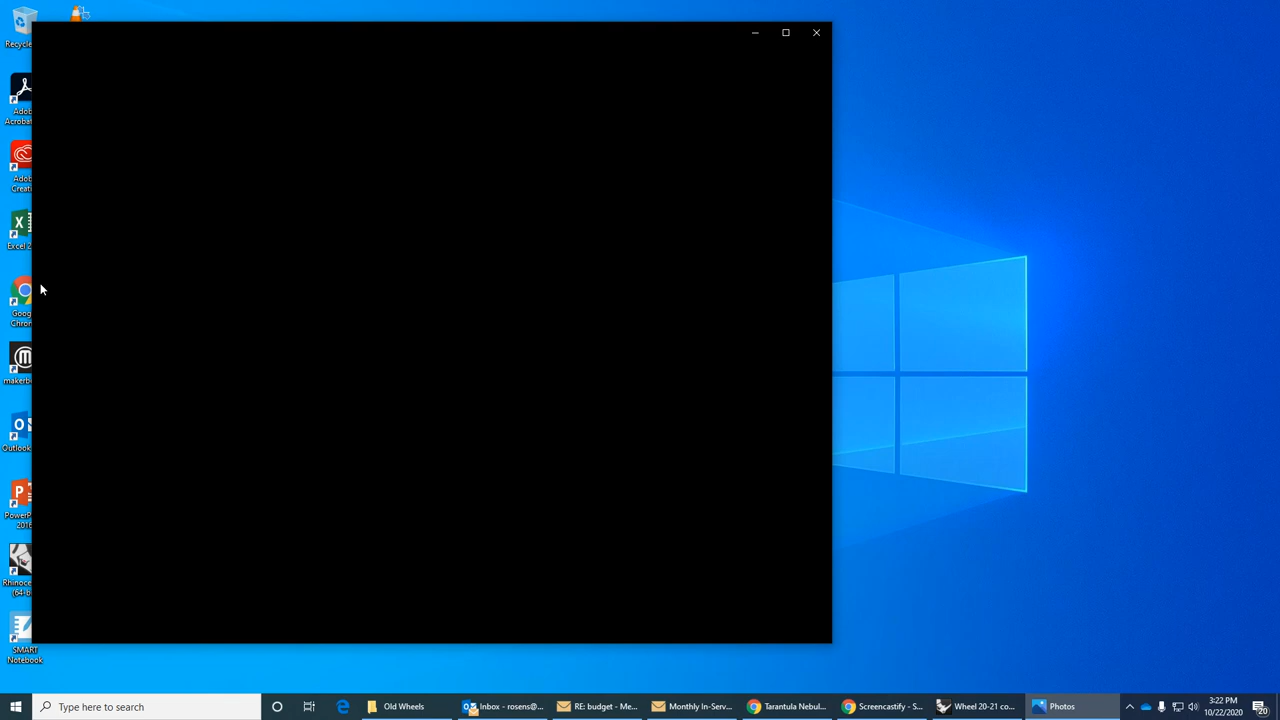 Recycle
Adob
Acrobat
Adob
Creati
Excel 2
Goog
Chron
makerb
Outlook
PowerP
2016
Rhinoce
(64-b
SMART
Notebook
Type here to search
Old Wheels
Inbox - rosens@...
RE: budget - Me...
Monthly In-Serv...
Tarantula Nebul...
Screencastify - S...
Wheel 20-21 co...
Photos
3:22 PM
10/22/2020
20